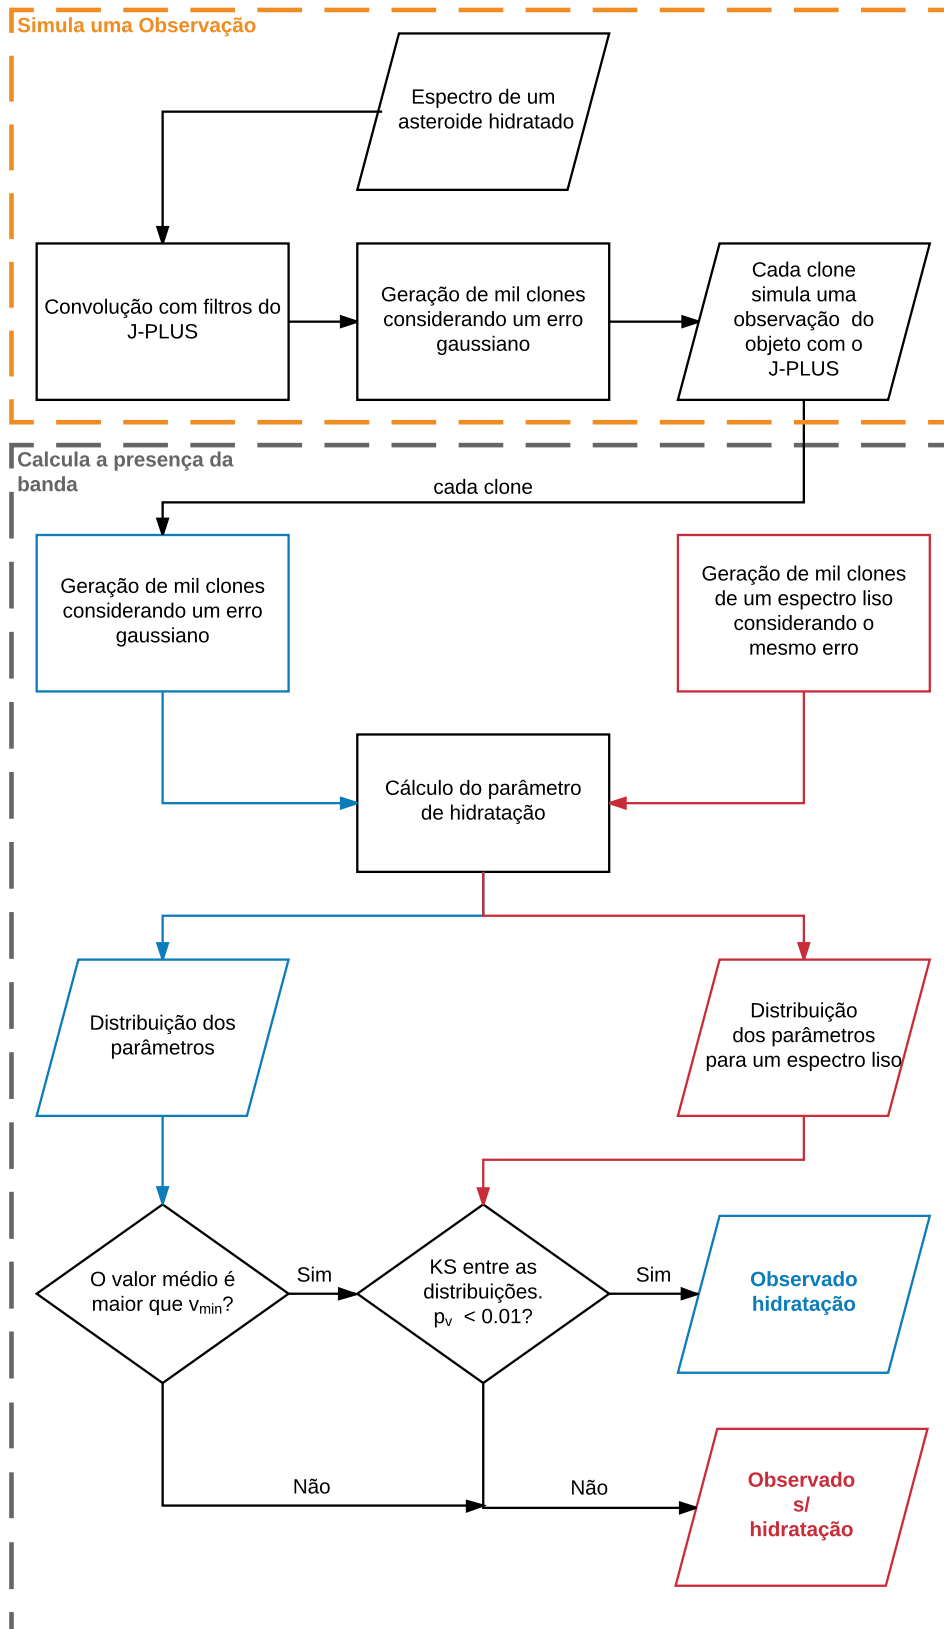 Simula uma Observação
Espectro de um
asteroide hidratado
Convolução com filtros do
J-PLUS
Geração de mil clones
considerando um erro
gaussiano
Cada clone
simula uma
observação do
objeto com o
J-PLUS
Calcula a presença da
banda
cada clone
Geração de mil clones
considerando um erro
gaussiano
Geração de mil clones
de um espectro liso
considerando o
mesmo erro
Cálculo do parâmetro
de hidratação
Distribuição dos
parâmetros
Distribuição
dos parâmetros
para um espectro liso
O valor médio é
maior que vmin?
Sim
KS entre as
distribuições.
pv < 0.01?
Sim
Observado
hidratação
Não
Não
Observado
s/
hidratação